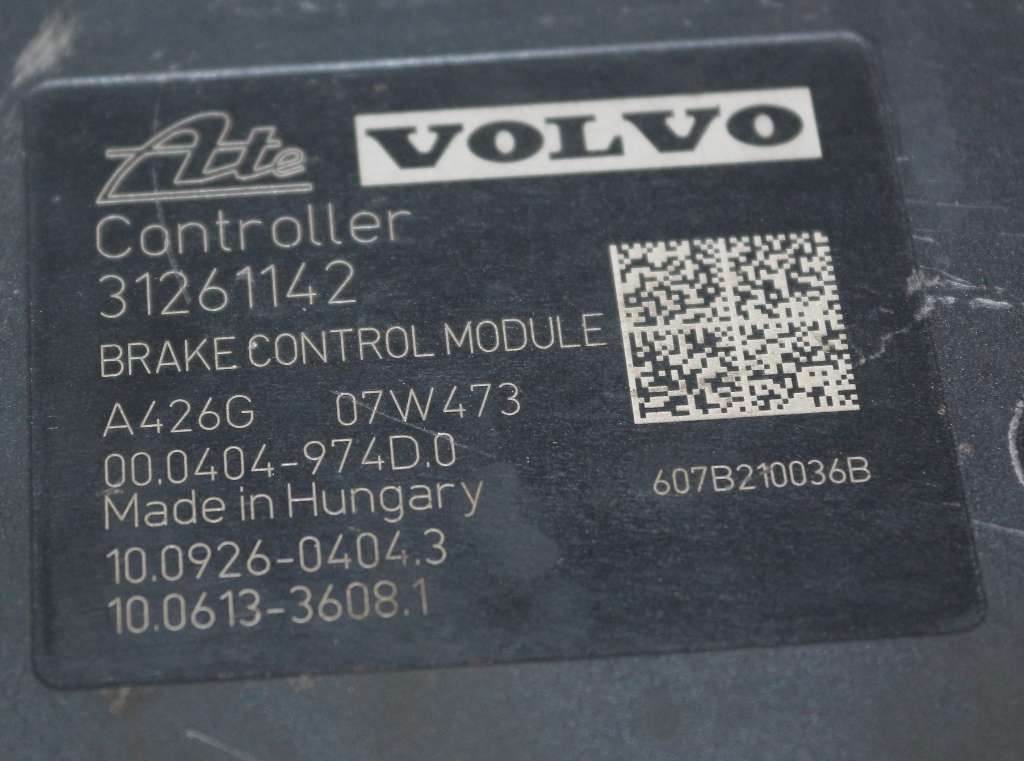 Ate VOLVO
Controller
31261142
BRAKE CONTROL MODULE
A426G 07W473
00.0404-974D.0
607B210036B
Made in Hungary
10.0926-0404.3
10.0613-3608.1